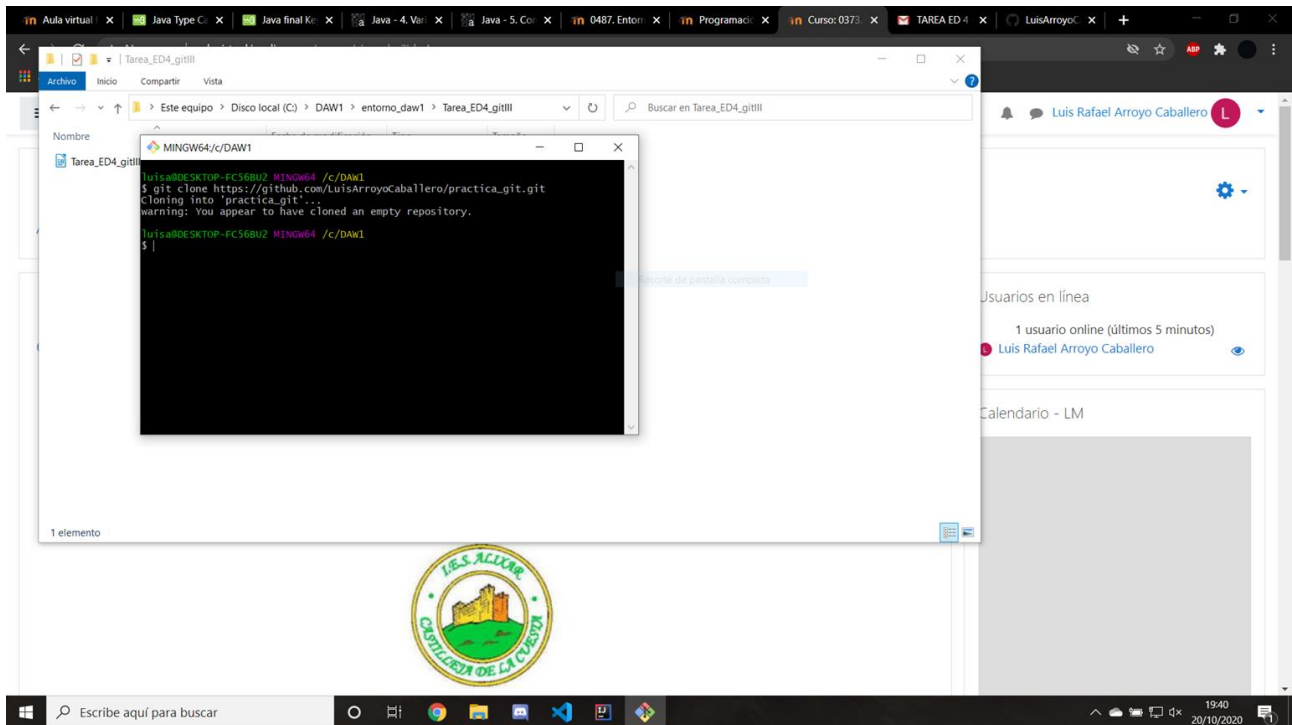 Aula virtual
Java Type Ca
Java final Ke
Java - 4. Vari
Java - 5. Con
0487. Entorn
Programació
Curso: 0373.
TAREA ED 4
LuisArroyoC
ABP
Tarea_ED4_gitIII
Archivo Inicio Compartir Vista
Este equipo > Disco local (C:) > DAW1 > entorno_daw1 > Tarea_ED4_gitIII
Buscar en Tarea_ED4_gitIII
Luis Rafael Arroyo Caballero L
Nombre
Tarea_ED4_gitIII
MINGW64:/c/DAW1
luisa@DESKTOP-FC56BU2 MINGW64 /c/DAW1
$ git clone https://github.com/LuisArroyoCaballero/practica_git.git
Cloning into 'practica_git'...
warning: You appear to have cloned an empty repository.
luisa@DESKTOP-FC56BU2 MINGW64 /c/DAW1
$
Recorte de pantalla completa
Usuarios en línea
1 usuario online (últimos 5 minutos)
L Luis Rafael Arroyo Caballero
Calendario - LM
1 elemento
I.E.S. ALIXAR
CASTILLEJA DE LA CUESTA
Escribe aquí para buscar
19:40
20/10/2020